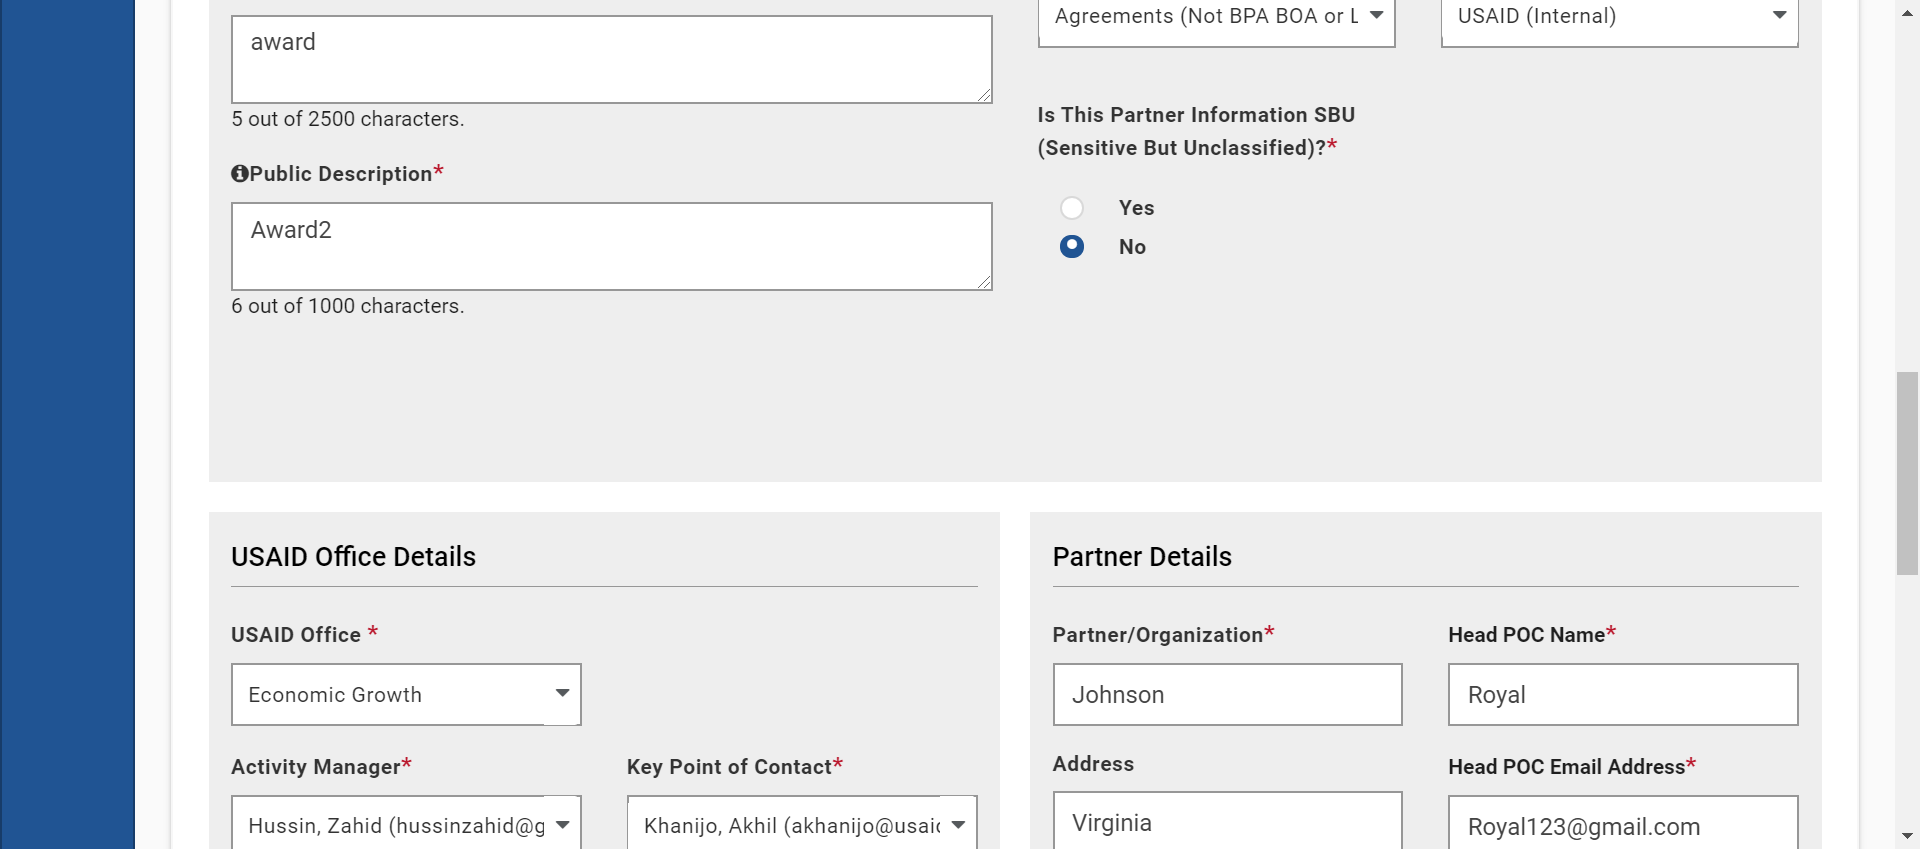 award
5 out of 2500 characters.
Public Description*
Award2
6 out of 1000 characters.
Agreements (Not BPA BOA or L
USAID (Internal)
Is This Partner Information SBU
(Sensitive But Unclassified)?*
Yes
No
USAID Office Details
USAID Office *
Economic Growth
Activity Manager*
Key Point of Contact*
Hussin, Zahid (hussinzahid@g
Khanijo, Akhil (akhanijo@usaid
Partner Details
Partner/Organization*
Head POC Name*
Johnson
Royal
Address
Head POC Email Address*
Virginia
Royal123@gmail.com